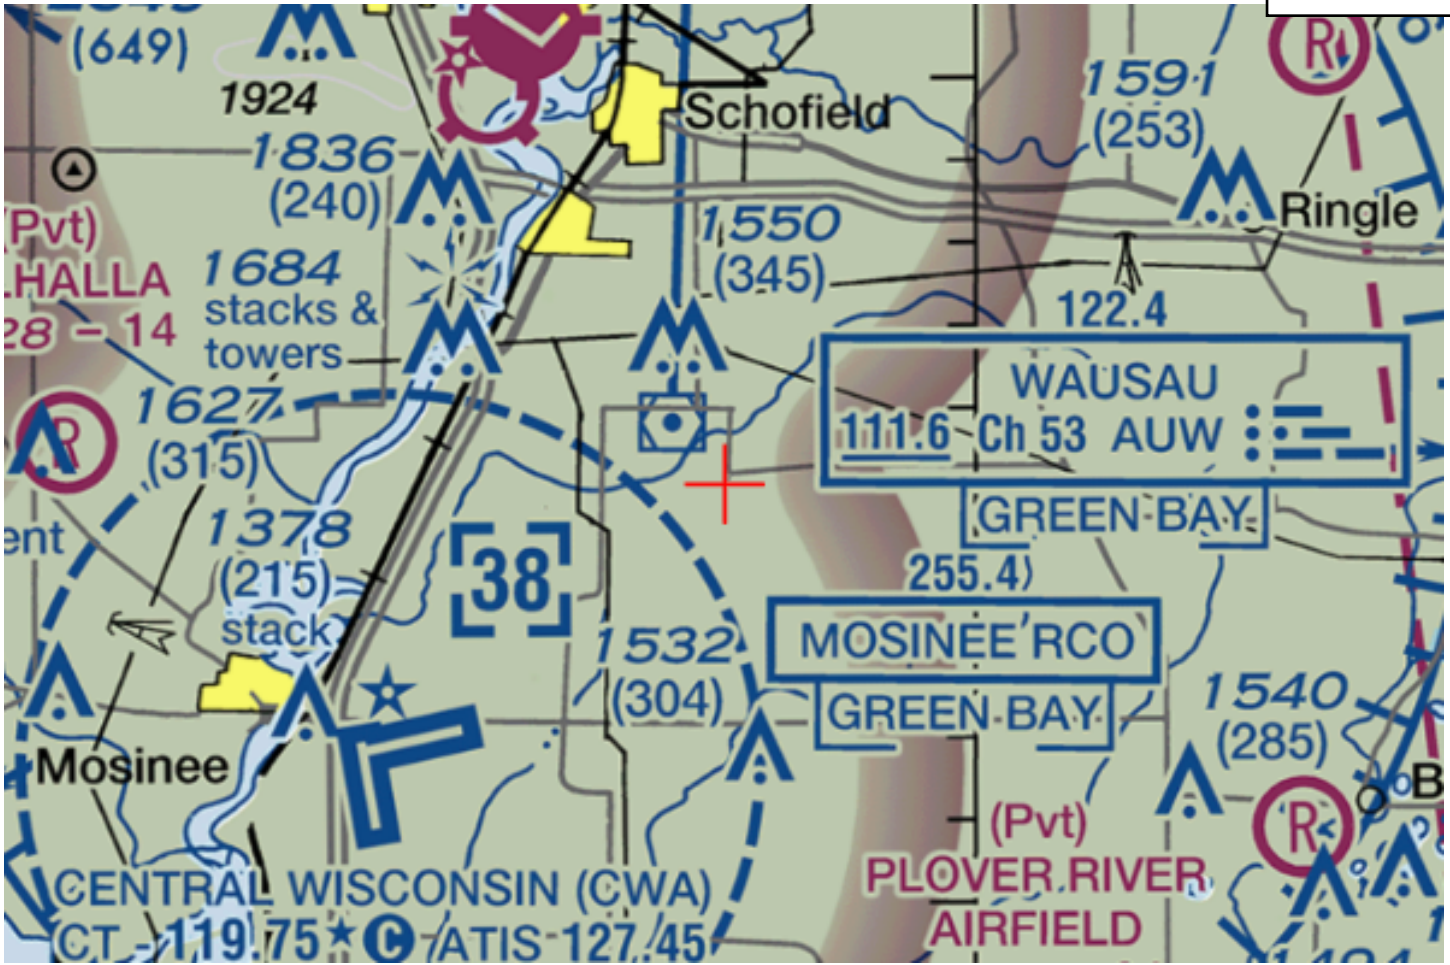 (649)
1924
1836
(240)
Schofield
1591
(253)
R
Ringle
(Pvt)
1684
stacks &
towers
1550
(345)
28 - 14
122.4
R
1627
(315)
WAUSAU
111.6 Ch 53 AUW
GREEN BAY
1378
(215)
stack
38
255.4)
MOSINEE RCO
GREEN BAY
1532
(304)
1540
(285)
Mosinee
R
B
(Pvt)
PLOVER RIVER
AIRFIELD
CENTRAL WISCONSIN (CWA)
CT - 119.75 ★ C ATIS 127.45